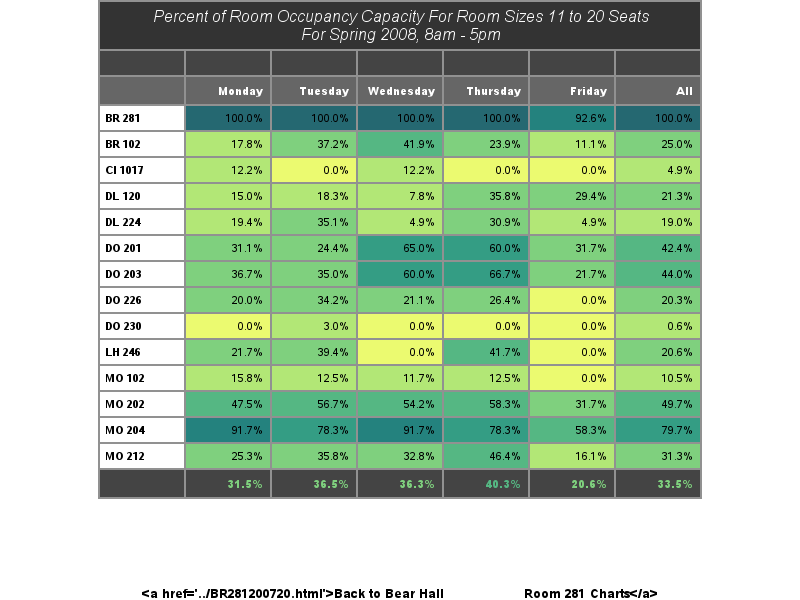 Percent of Room Occupancy Capacity For Room Sizes 11 to 20 Seats
For Spring 2008, 8am - 5pm
Monday Tuesday Wednesday Thursday Friday All
BR 281 100.0% 100.0% 100.0% 100.0% 92.6% 100.0%
BR 102 17.8% 37.2% 41.9% 23.9% 11.1% 25.0%
CI 1017 12.2% 0.0% 12.2% 0.0% 0.0% 4.9%
DL 120 15.0% 18.3% 7.8% 35.8% 29.4% 21.3%
DL 224 19.4% 35.1% 4.9% 30.9% 4.9% 19.0%
DO 201 31.1% 24.4% 65.0% 60.0% 31.7% 42.4%
DO 203 36.7% 35.0% 60.0% 66.7% 21.7% 44.0%
DO 226 20.0% 34.2% 21.1% 26.4% 0.0% 20.3%
DO 230 0.0% 3.0% 0.0% 0.0% 0.0% 0.6%
LH 246 21.7% 39.4% 0.0% 41.7% 0.0% 20.6%
MO 102 15.8% 12.5% 11.7% 12.5% 0.0% 10.5%
MO 202 47.5% 56.7% 54.2% 58.3% 31.7% 49.7%
MO 204 91.7% 78.3% 91.7% 78.3% 58.3% 79.7%
MO 212 25.3% 35.8% 32.8% 46.4% 16.1% 31.3%
31.5% 36.5% 36.3% 40.3% 20.6% 33.5%
<a href='../BR281200720.html'>Back to Bear Hall Room 281 Charts</a>